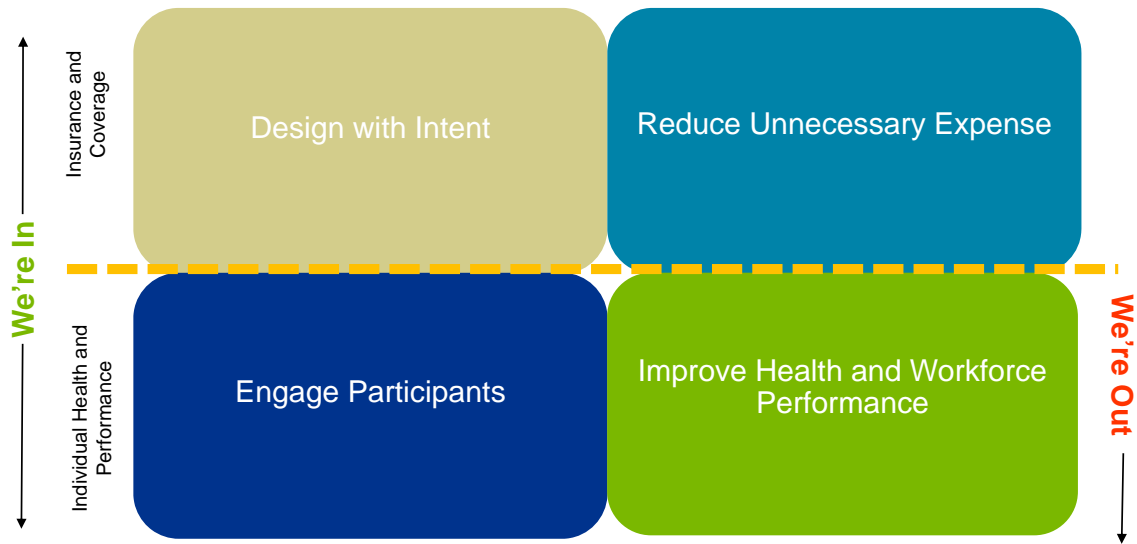 We're In
Insurance and
Coverage
Design with Intent
Reduce Unnecessary Expense
Individual Health and
Performance
Engage Participants
Improve Health and Workforce
Performance
We're Out